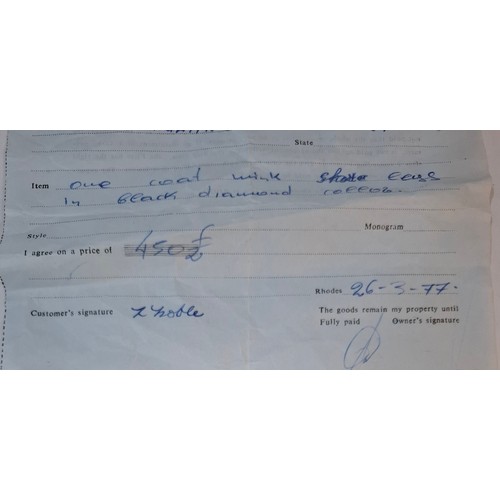 State
Item one coat mink
in black diamond
Style Monogram
I agree on a price of 450£
Rhodes 26-3-77.
Customer's signature The goods remain my property until
Fully paid Owner's signature